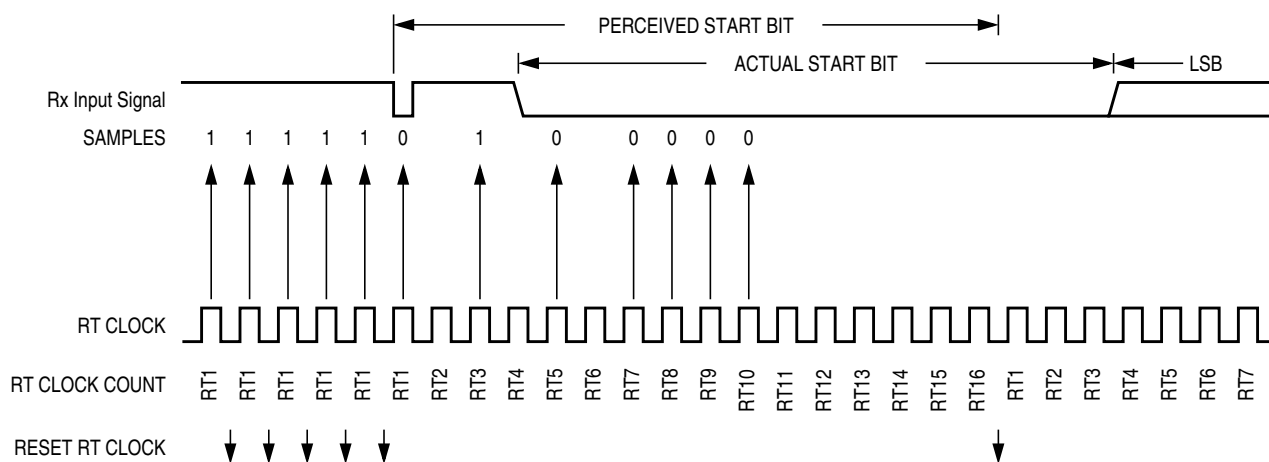 PERCEIVED START BIT
ACTUAL START BIT
LSB
Rx Input Signal
SAMPLES 1 1 1 1 1 0 1 0 0 0 0 0
RT CLOCK
RT CLOCK COUNT RT1 RT1 RT1 RT1 RT1 RT1 RT2 RT3 RT4 RT5 RT6 RT7 RT8 RT9 RT10 RT11 RT12 RT13 RT14 RT15 RT16 RT1 RT2 RT3 RT4 RT5 RT6 RT7
RESET RT CLOCK